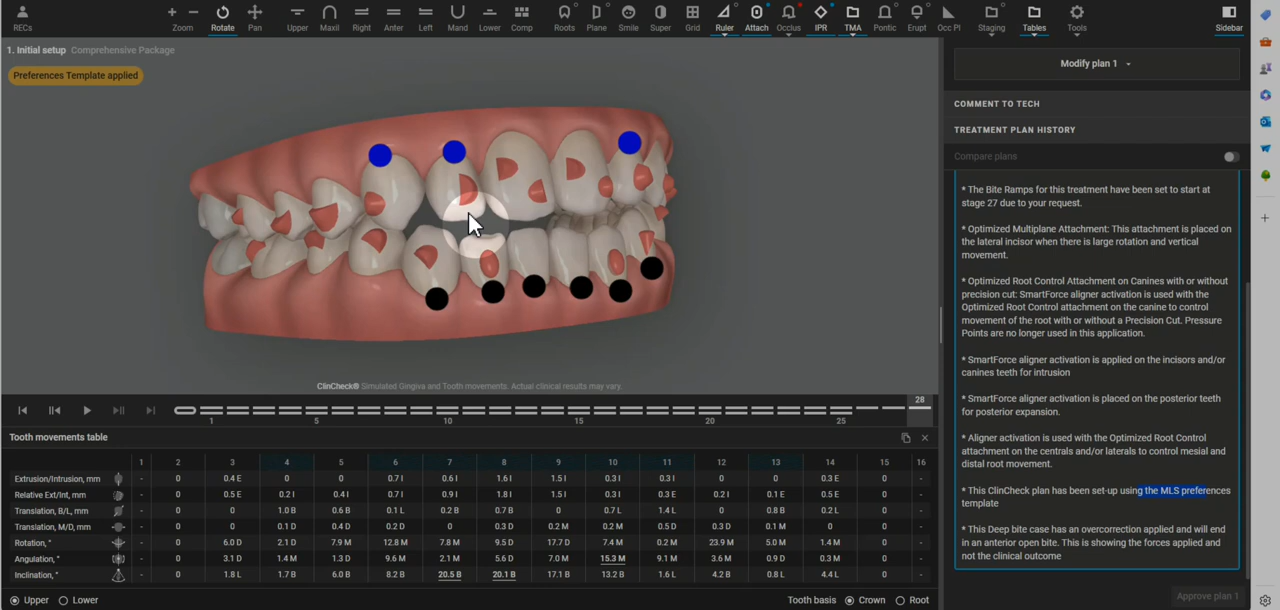 RECs Zoom Rotate Pan Upper Maxil Right Anter Left Mand Lower Comp Roots Plane Smile Super Grid Ruler Attach Occlus IPR TMA Pontic Erupt Occ Pl Staging Tables Tools Sidebar
1. Initial setup Comprehensive Package
Preferences Template applied
ClinCheck® Simulated Gingiva and Tooth movements. Actual clinical results may vary.
28
1 5 10 15 20 25
Tooth movements table
1 2 3 4 5 6 7 8 9 10 11 12 13 14 15 16
Extrusion/Intrusion, mm - 0 0.4 E 0 0 0.7 I 0.6 I 1.6 I 1.5 I 0.3 I 0.3 I 0 0 0.3 E 0 -
Relative Ext/Int, mm - 0 0.5 E 0.2 I 0.4 I 0.7 I 0.9 I 1.8 I 1.5 I 0.3 I 0.3 E 0.2 I 0.1 E 0.5 E 0 -
Translation, B/L, mm - 0 0 1.0 B 0.6 B 0.1 L 0.2 B 0.7 B 0 0.7 L 1.4 L 0 0.8 B 0.2 L 0 -
Translation, M/D, mm - 0 0 0.1 D 0.4 D 0 0.2 D 0.3 D 0.2 M 0.2 M 0.5 D 0.3 D 0.1 M 0 0 -
Rotation,° - 0 6.0 D 2.1 D 7.9 M 12.8 M 7.8 M 9.5 D 17.7 D 7.4 M 0.2 M 23.9 M 5.0 M 1.4 M 0 -
Angulation,° - 0 3.1 D 1.4 M 1.3 D 9.6 M 2.1 M 5.6 D 7.0 M 15.3 M 9.1 M 3.6 M 0.9 M 0.3 M 0 -
Inclination,° - 0 1.8 L 1.7 B 6.0 B 8.2 B 20.5 B 20.1 B 17.1 B 13.2 B 1.6 L 4.2 B 0.8 L 4.4 L 0 -
Upper Lower Tooth basis Crown Root
Modify plan 1
COMMENT TO TECH
TREATMENT PLAN HISTORY
Compare plans
* The Bite Ramps for this treatment have been set to start at
stage 27 due to your request.
* Optimized Multiplane Attachment: This attachment is placed on
the lateral incisor when there is large rotation and vertical
movement.
* Optimized Root Control Attachment on Canines with or without
precision cut: SmartForce aligner activation is used with the
Optimized Root Control attachment on the canine to control
movement of the root with or without a Precision Cut. Pressure
Points are no longer used in this application.
* SmartForce aligner activation is applied on the incisors and/or
canines teeth for intrusion
* SmartForce aligner activation is placed on the posterior teeth
for posterior expansion.
* Aligner activation is used with the Optimized Root Control
attachment on the centrals and/or laterals to control mesial and
distal root movement.
* This ClinCheck plan has been set-up using the MLS preferences
template
* This Deep bite case has an overcorrection applied and will end
in an anterior open bite. This is showing the forces applied and
not the clinical outcome
Approve plan 1